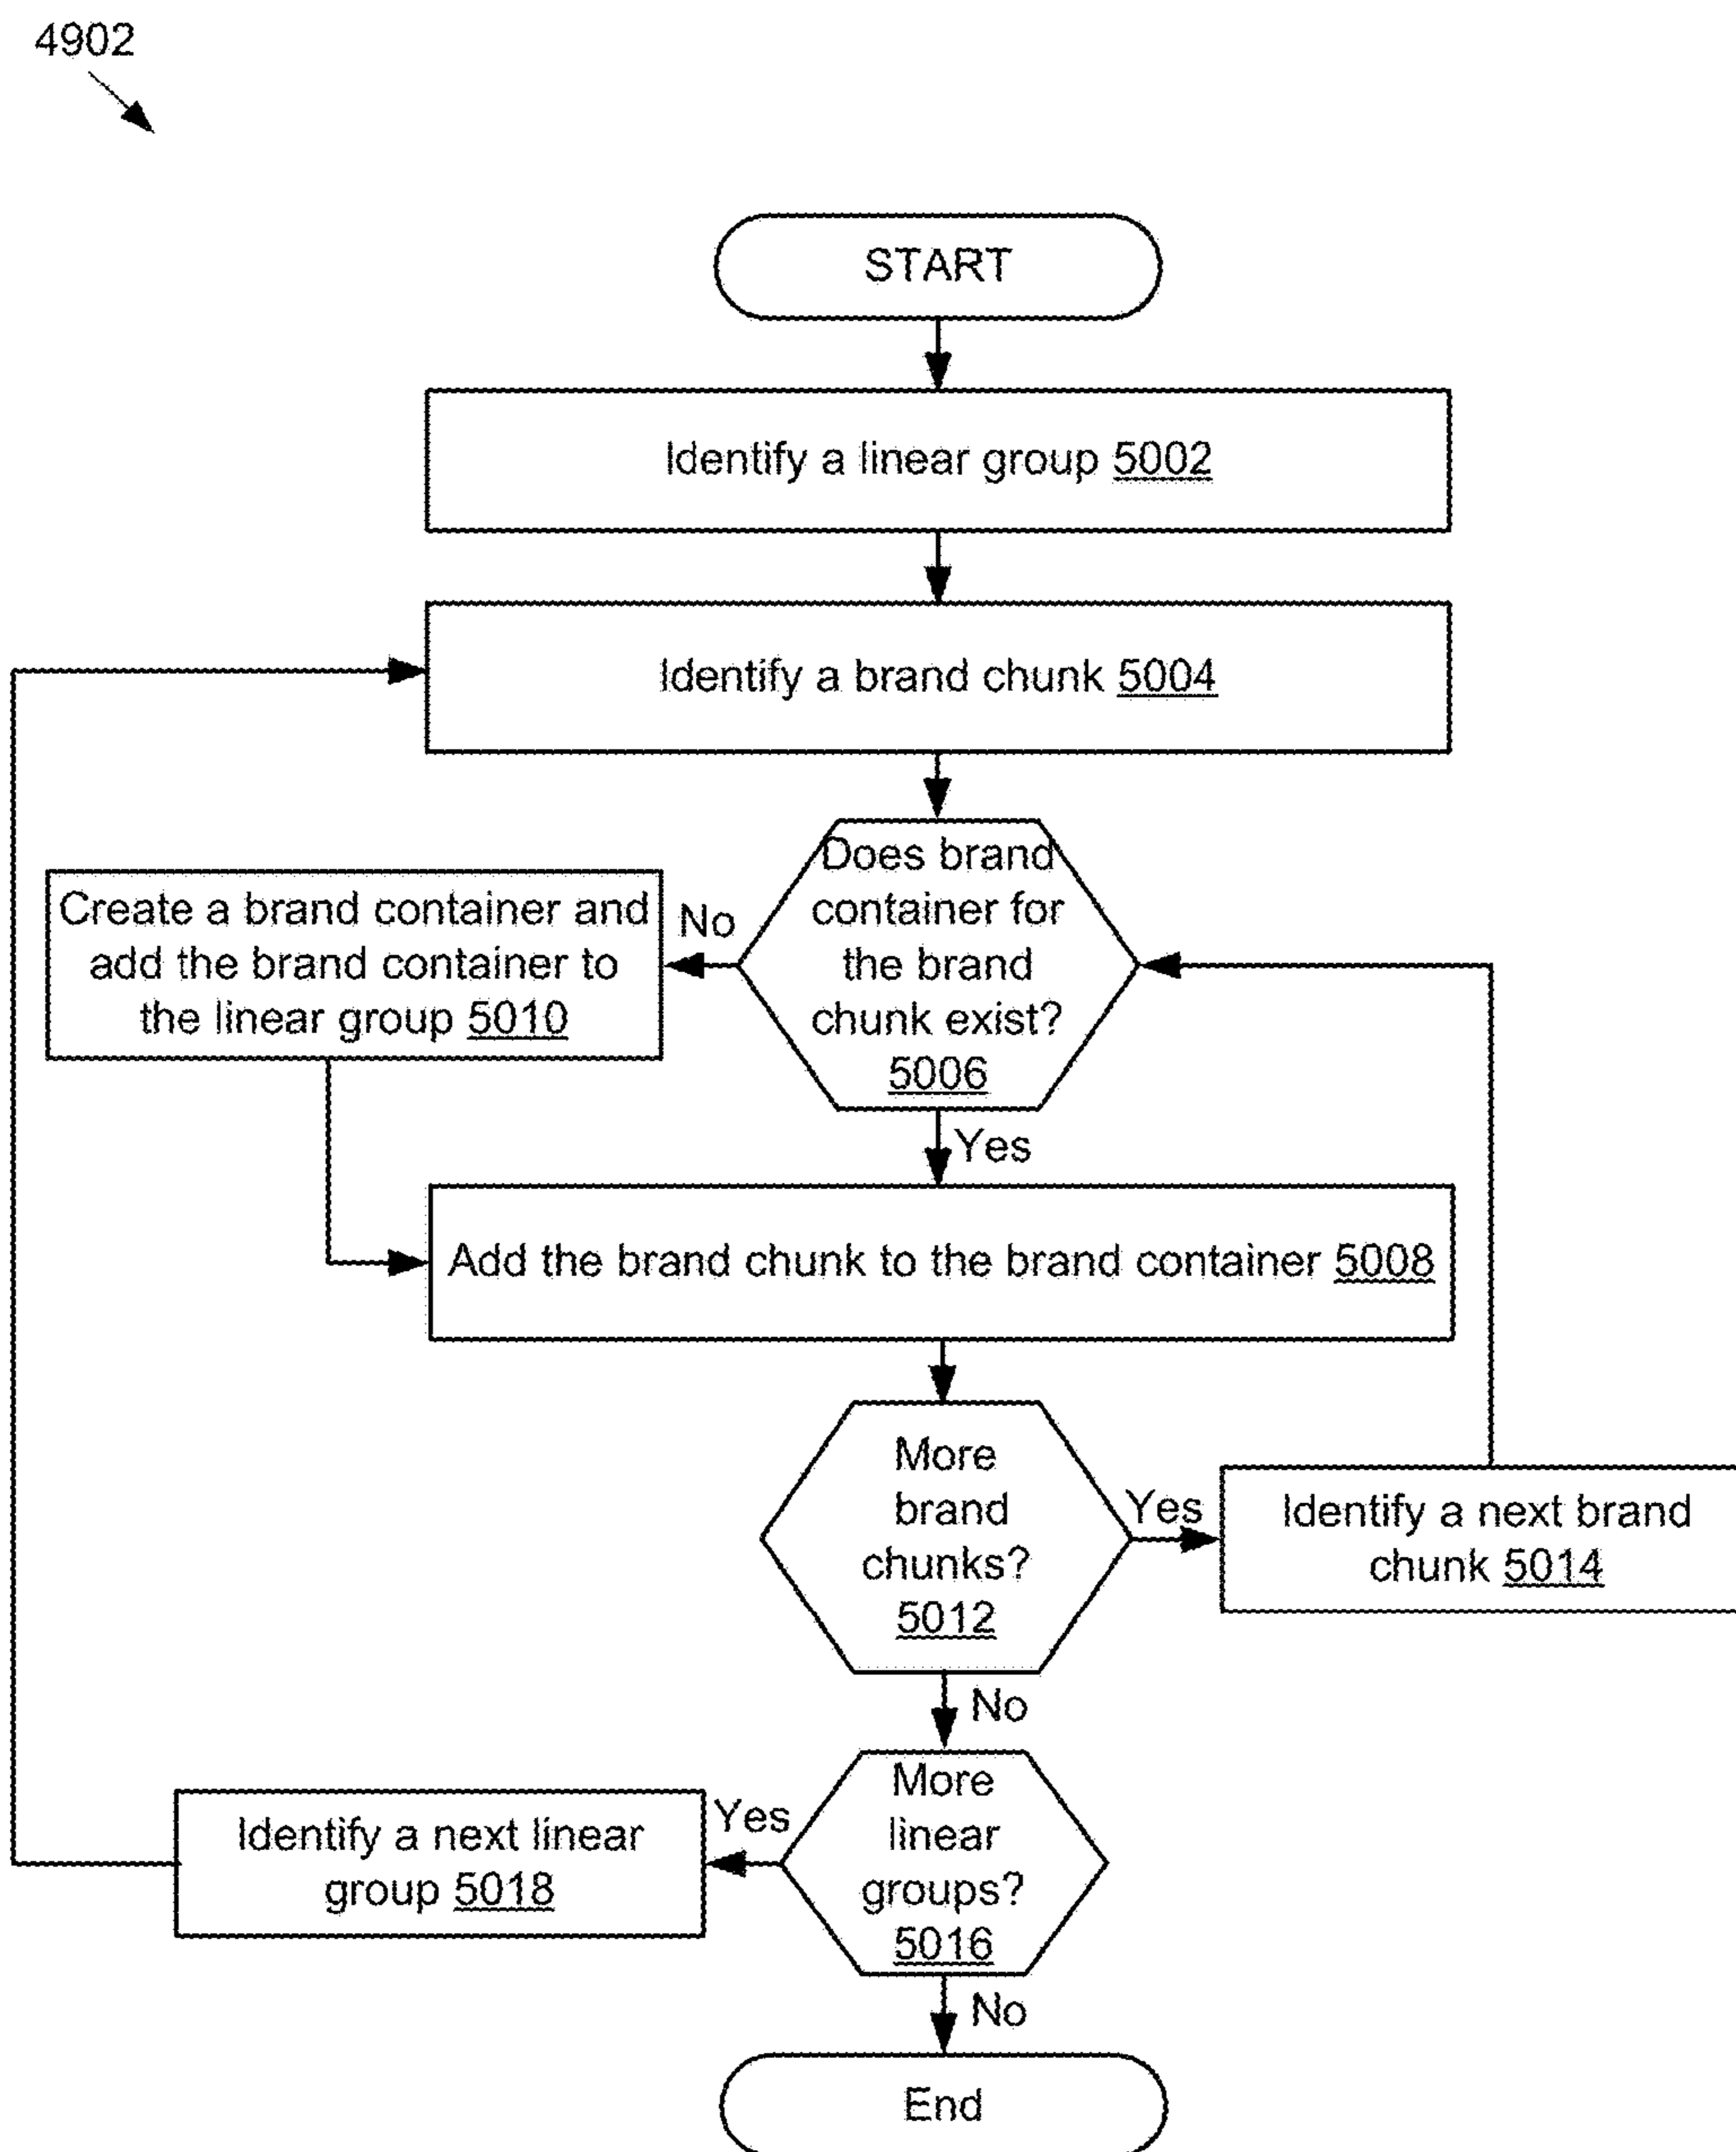 4902
START
Identify a linear group 5002
Identify a brand chunk 5004
Does brand
container for
the brand
chunk exist?
5006
No
Create a brand container and
add the brand container to
the linear group 5010
Yes
Add the brand chunk to the brand container 5008
More
brand
chunks?
5012
Yes
Identify a next brand
chunk 5014
No
More
linear
groups?
5016
Yes
Identify a next linear
group 5018
No
End